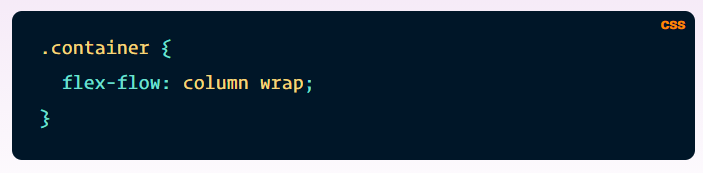 CSS
.container {
  flex-flow: column wrap;
}